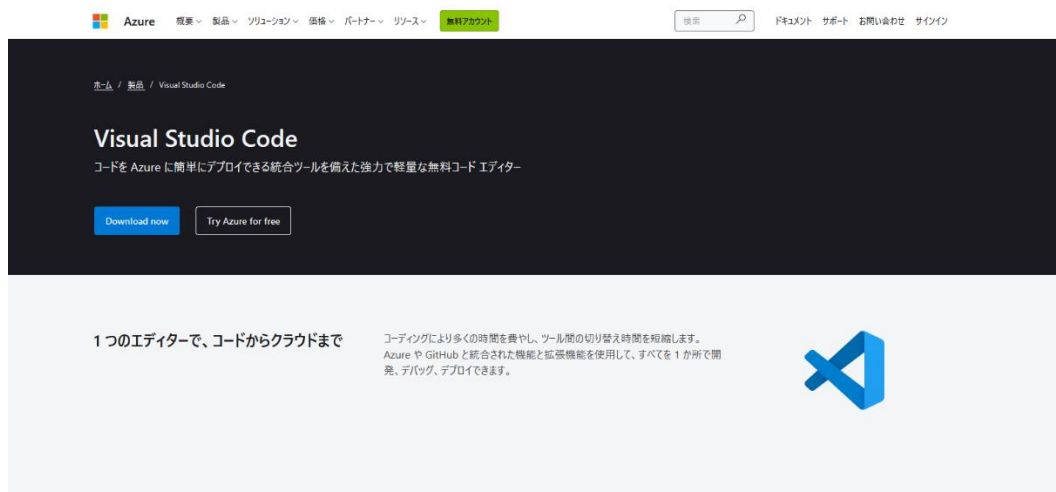 Azure 概要 製品 ソリューション 価格 パートナー リソース 無料アカウント 検索 ドキュメント サポート お問い合わせ サインイン
ホーム / 製品 / Visual Studio Code
Visual Studio Code
コードを Azure に簡単にデプロイできる統合ツールを備えた強力で軽量な無料コード エディター
Download now Try Azure for free
1 つのエディターで、コードからクラウドまで
コーディングにより多くの時間を費やし、ツール間の切り替え時間を短縮します。
Azure や GitHub と統合された機能と拡張機能を使用して、すべてを 1 か所で開
発、デバッグ、デプロイできます。